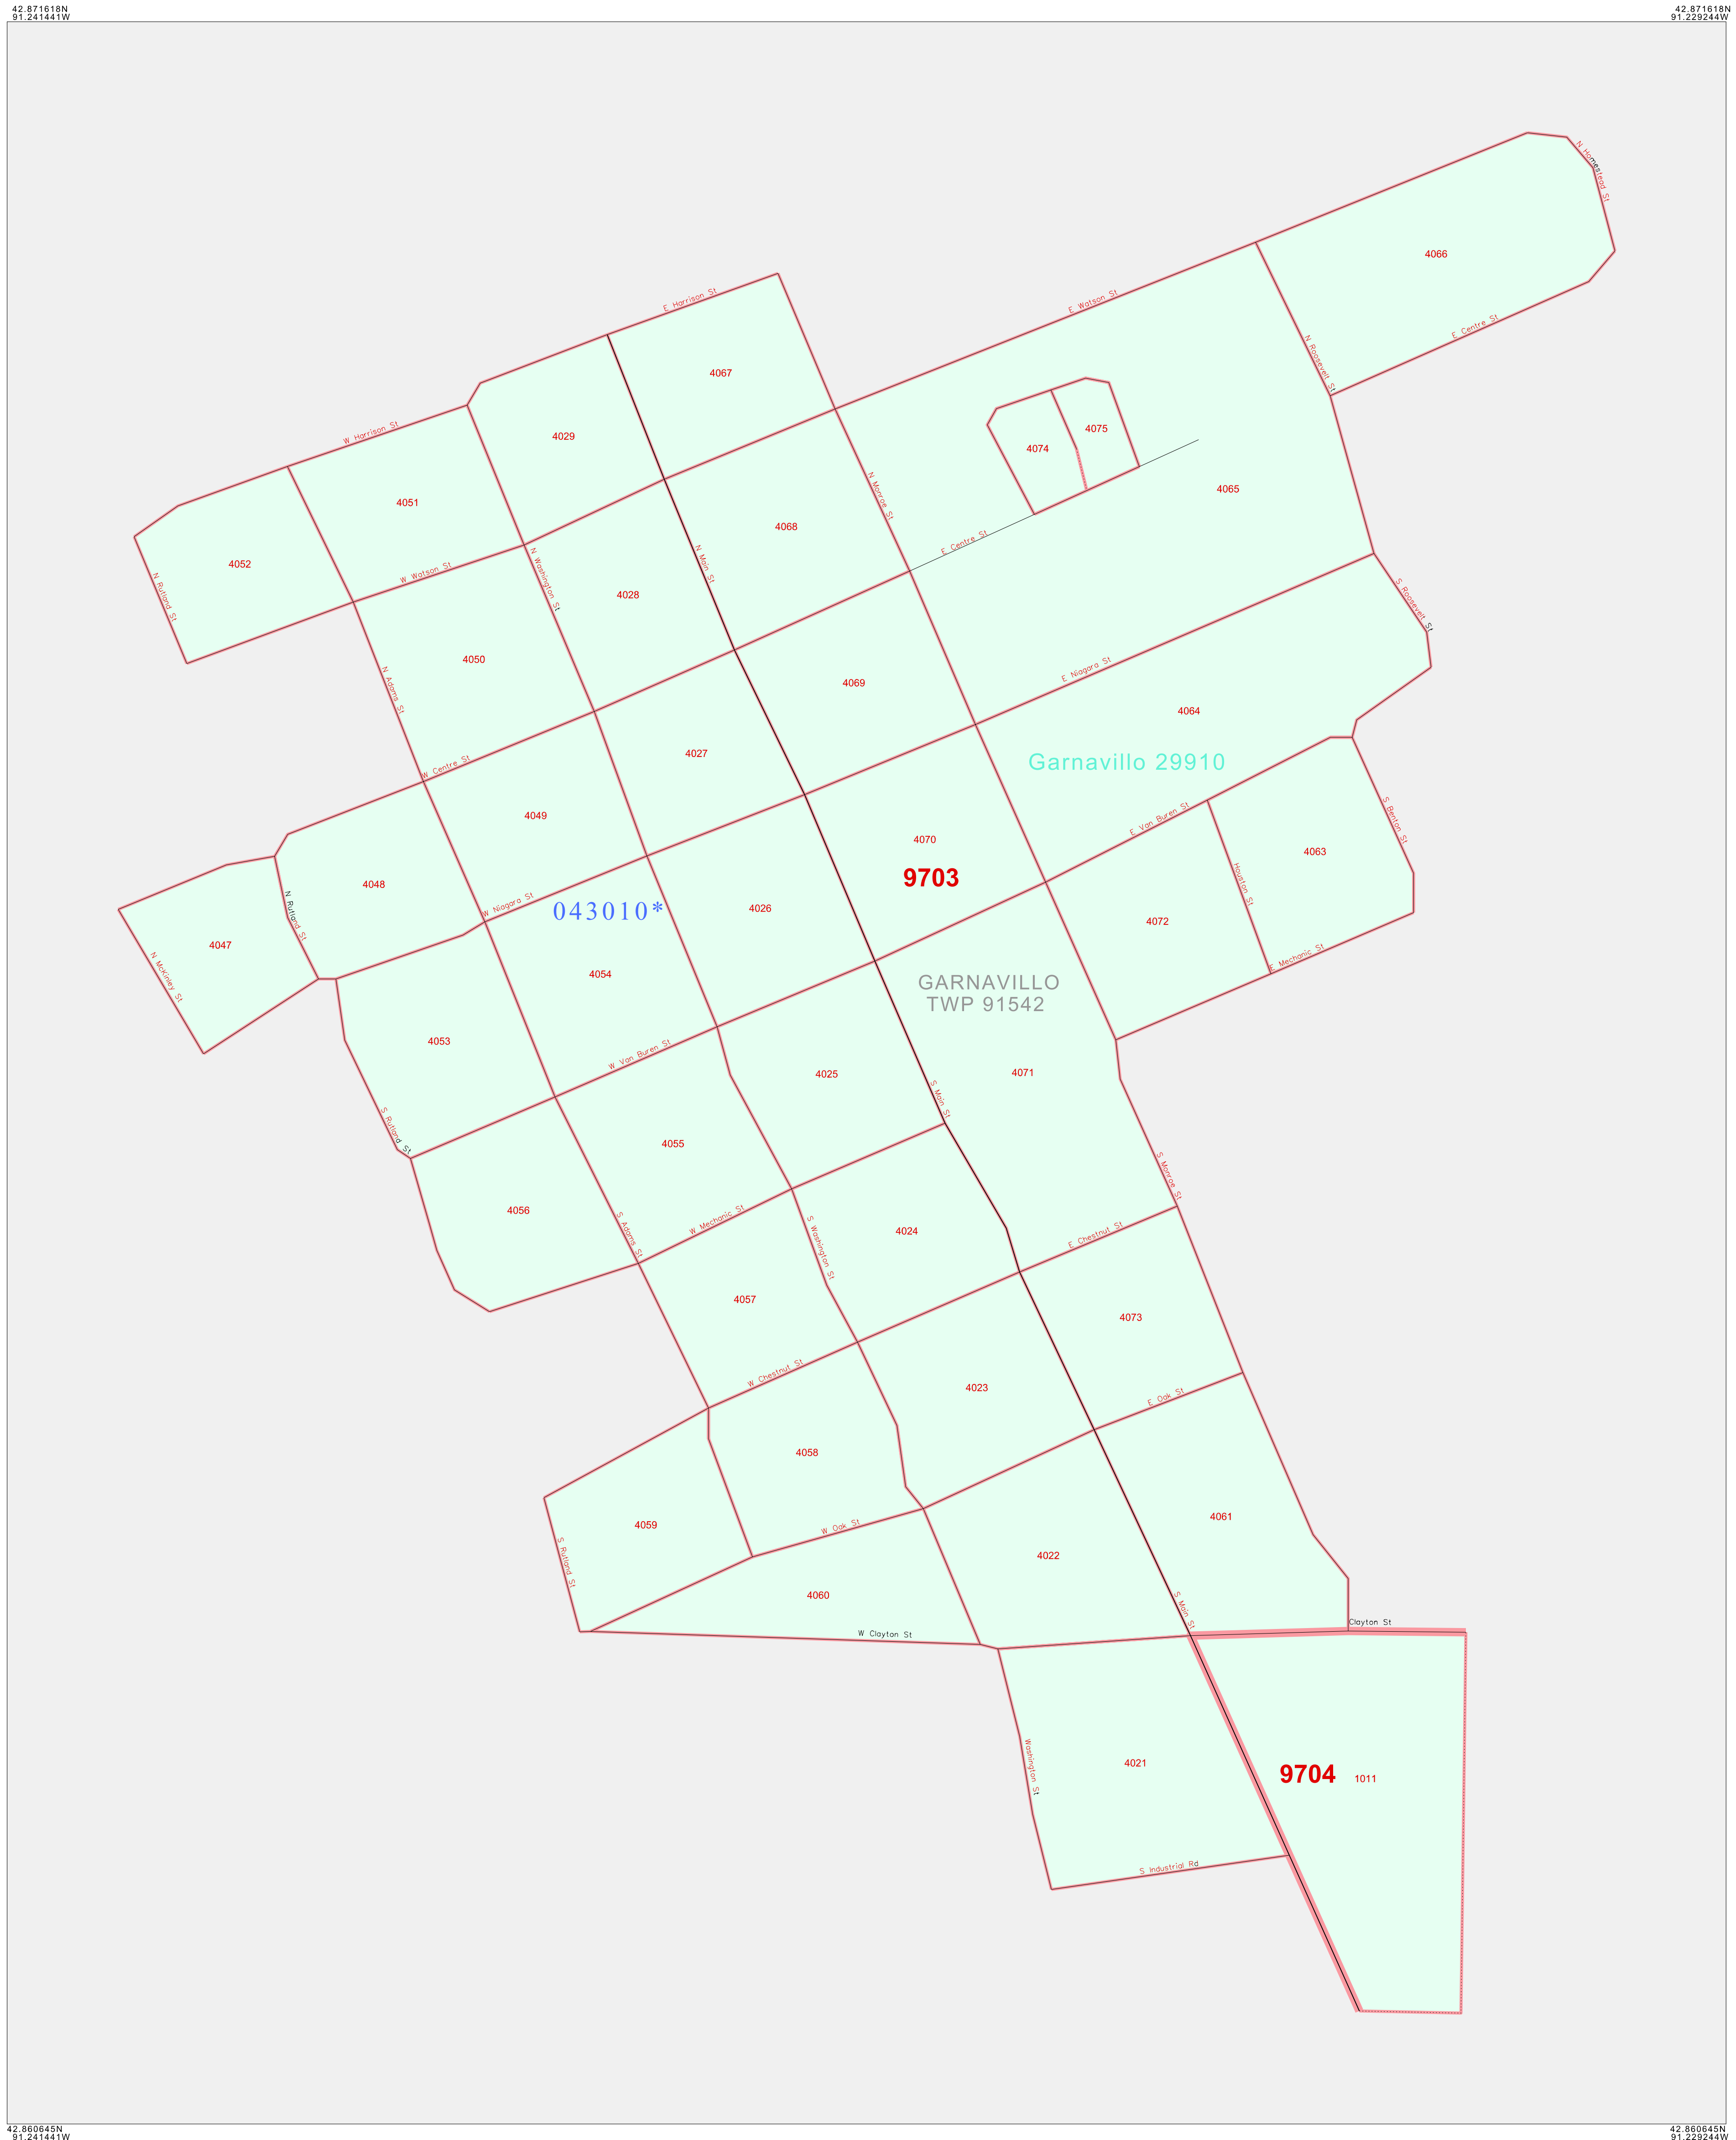 42.871618N
91.241441W
42.871618N
91.229244W
N Homestead St
4066
E Harrison St
E Watson St
E Centre St
N Roosevelt St
4067
W Harrison St
4029
4075
4074
4051
N Monroe St
4065
4068
E Centre St
4052
W Watson St
N Washington St
N Main St
N Rutland St
4028
S Roosevelt St
4050
N Adams St
4069
E Niagara St
4064
4027
W Centre St
Garnavillo 29910
4049
E Van Buren St
S Benton St
4070
4063
9703
4048
Houston St
W Niagara St
043010*
4026
N Rutland St
4072
4047
N McKinley St
E Mechanic St
4054
GARNAVILLO
TWP 91542
4053
W Van Buren St
4025
4071
S Main St
S Rutland St
4055
S Monroe St
4056
W Mechanic St
S Adams St
S Washington St
4024
E Chestnut St
4057
4073
W Chestnut St
4023
E Oak St
4058
4059
W Oak St
4061
S Rutland St
4022
4060
S Main St
W Clayton St
Clayton St
Washington St
4021
9704
1011
S Industrial Rd
42.860645N
91.241441W
42.860645N
91.229244W